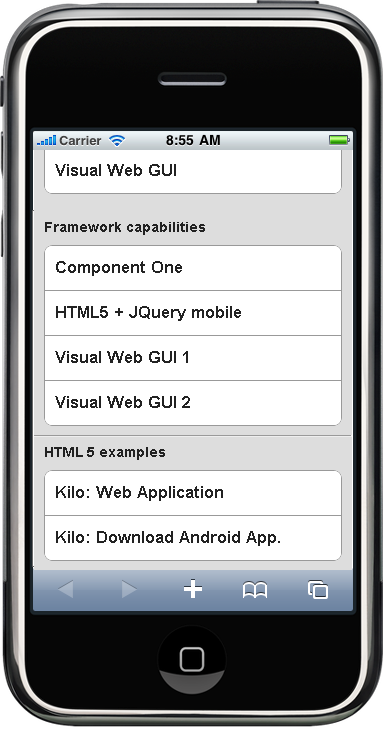 Carrier 8:55 AM
Visual Web GUI
Framework capabilities
Component One
HTML5 + JQuery mobile
Visual Web GUI 1
Visual Web GUI 2
HTML 5 examples
Kilo: Web Application
Kilo: Download Android App.